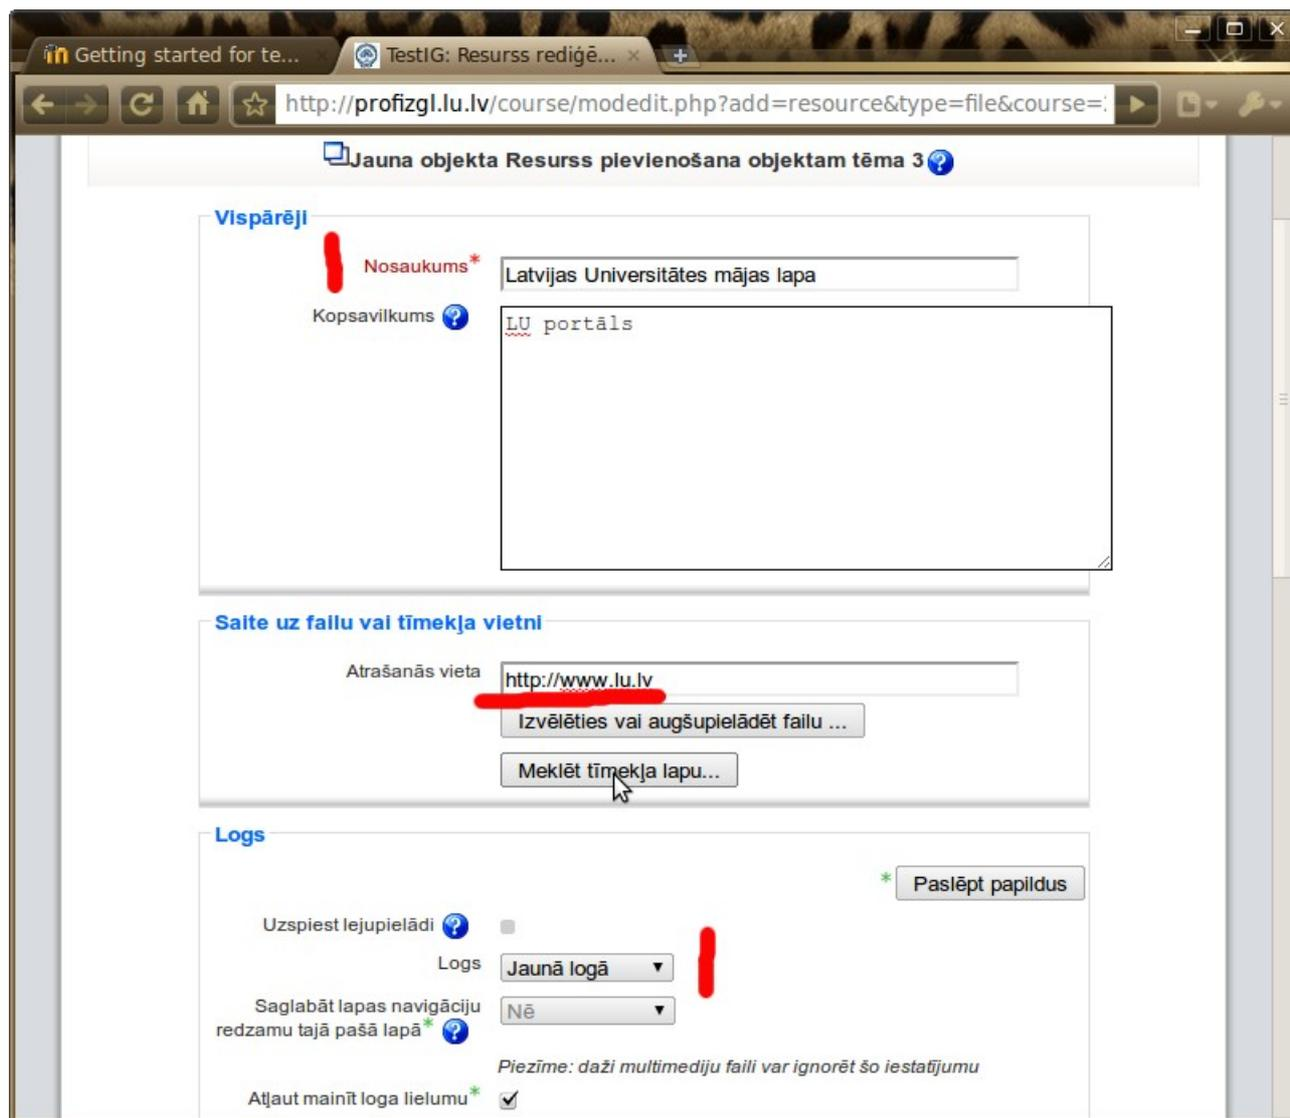 Getting started for te...
TestIG: Resurss rediģē...
http://profizgl.lu.lv/course/modedit.php?add=resource&type=file&course=
Jauna objekta Resurss pievienošana objektam tēma 3
Vispārēji
Nosaukums*
Latvijas Universitātes mājas lapa
Kopsavilkums
LU portāls
Saite uz failu vai tīmekļa vietni
Atrašanās vieta
http://www.lu.lv
Izvēlēties vai augšupielādēt failu ...
Meklēt tīmekļa lapu...
Logs
* Paslēpt papildus
Uzspiest lejupielādi
Logs
Jaunā logā
Saglabāt lapas navigāciju
redzamu tajā pašā lapā*
Nē
Piezīme: daži multimediju faili var ignorēt šo iestatījumu
Atļaut mainīt loga lielumu*